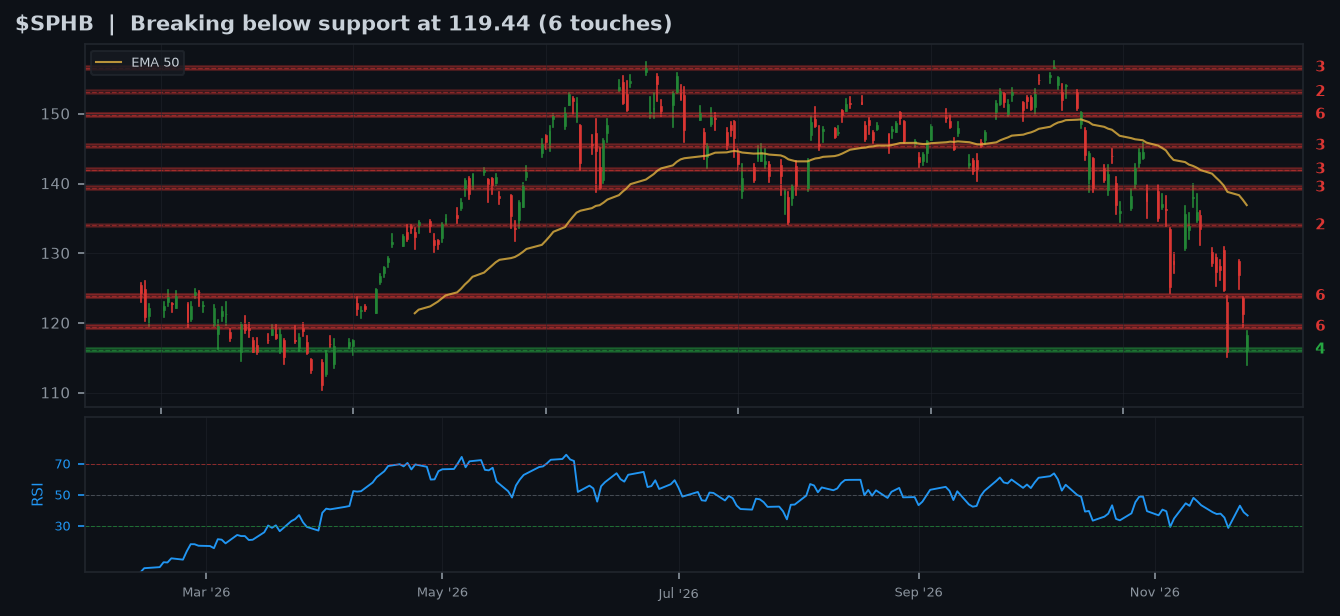 $SPHB | Breaking below support at 119.44 (6 touches)
EMA 50
3
2
6
3
3
3
2
6
6
4
150
140
130
120
110
RSI
70
50
30
Mar '26
May '26
Jul '26
Sep '26
Nov '26